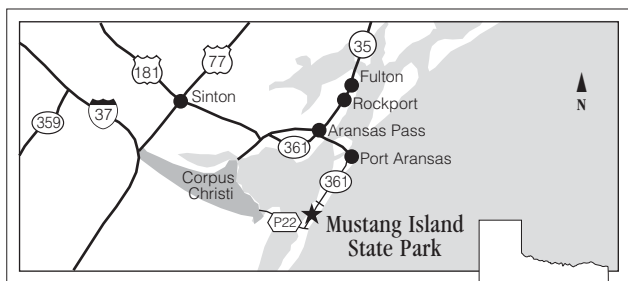 35
77
181
Fulton
Sinton
Rockport
37
N
359
Aransas Pass
361
Port Aransas
Corpus
Christi
361
P22
Mustang Island
State Park